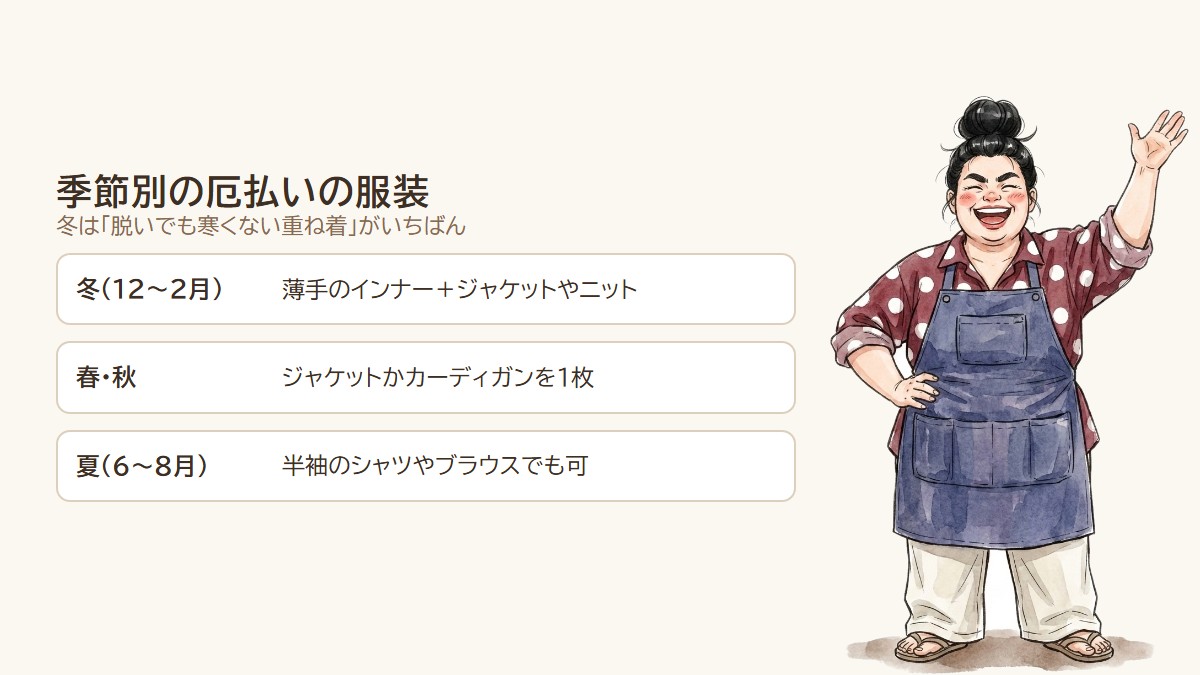 季節別の厄払いの服装
冬は「脱いでも寒くない重ね着」がいちばん
冬(12～2月) 薄手のインナー＋ジャケットやニット
春・秋 ジャケットかカーディガンを1枚
夏(6～8月) 半袖のシャツやブラウスでも可